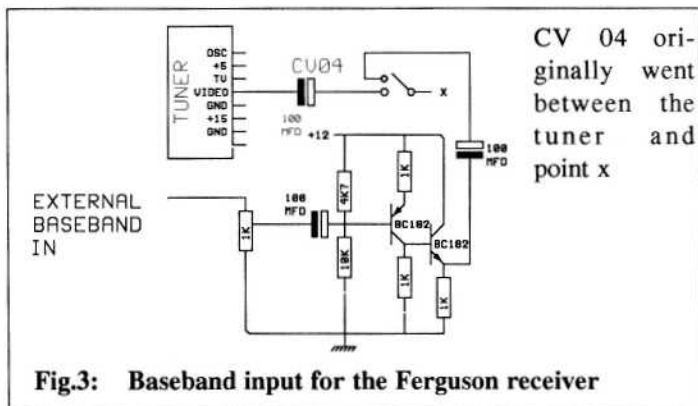 TUNER
OSC
+5
TV
VIDEO
GND
+15
GND
CV04
100
MFD
X
+12
100
MFD
CV 04 ori-
ginally went
between the
tuner and
point x
EXTERNAL
BASEBAND
IN
1K
100
MFD
4K7
10K
1K
BC182
BC182
1K
1K
Fig.3: Baseband input for the Ferguson receiver